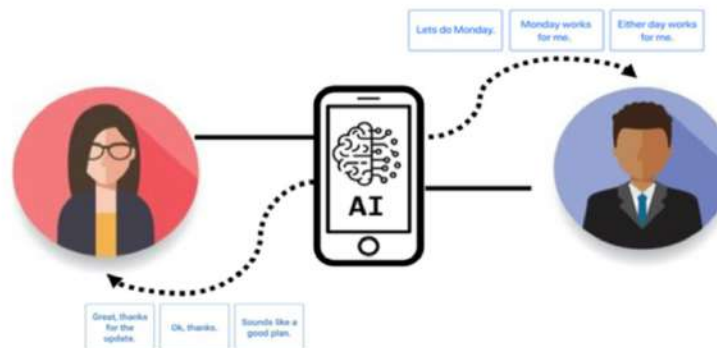 Lets do Monday.
Monday works
for me.
Either day works
for me.
AI
Great, thanks
for the
update.
Ok, thanks.
Sounds like a
good plan.